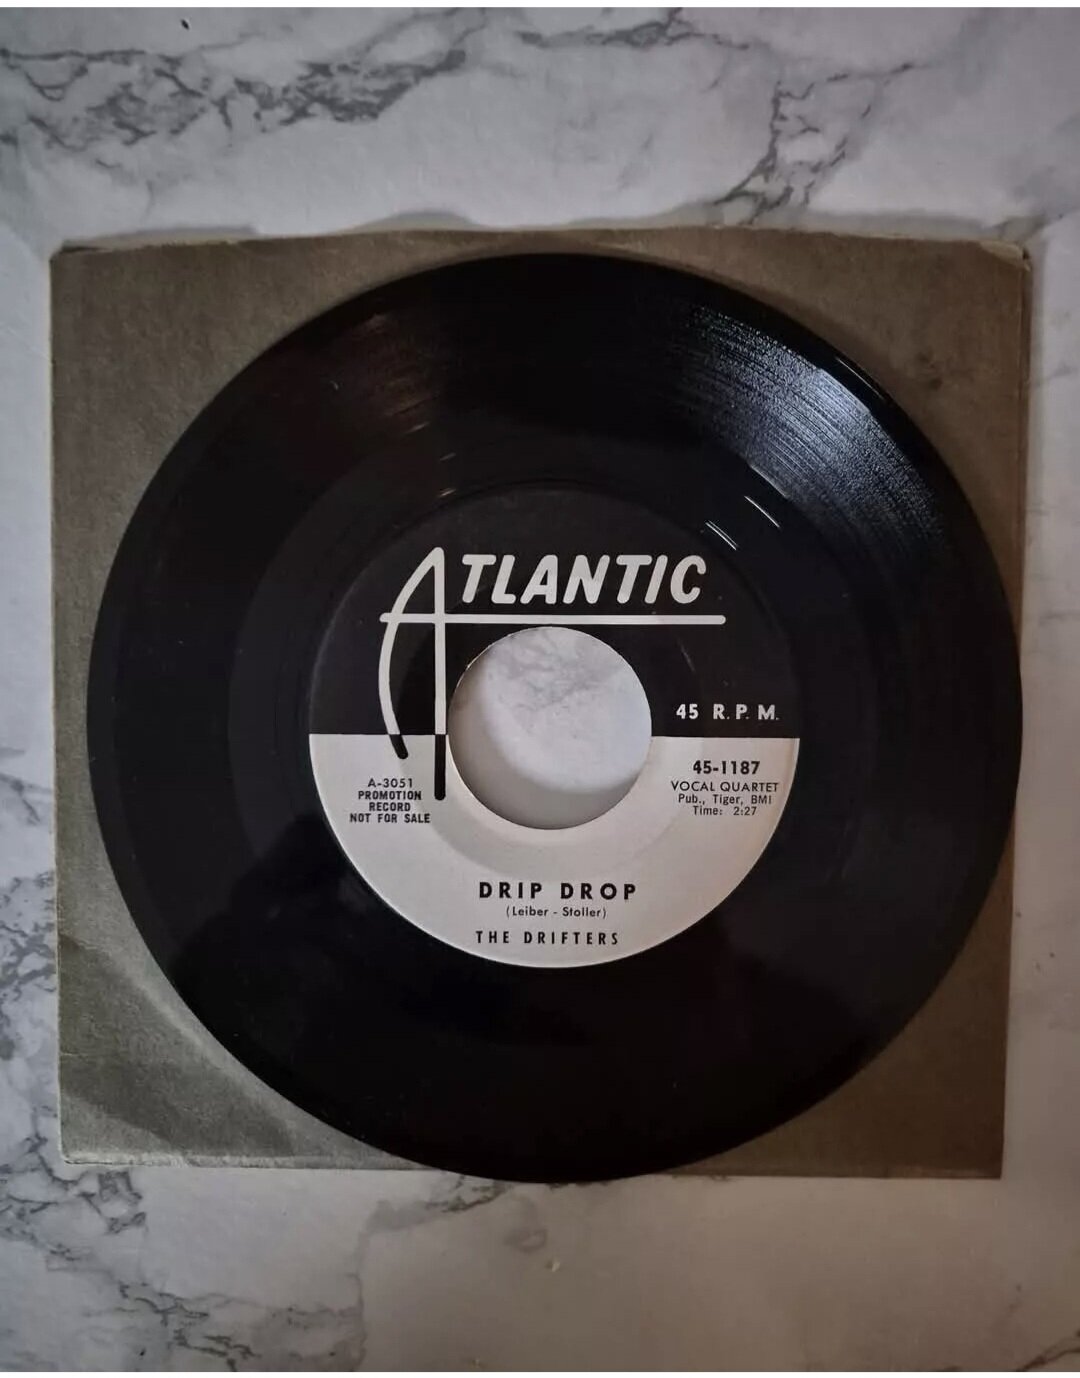 ATLANTIC
45 R.P.M.
A-3051
PROMOTION
RECORD
NOT FOR SALE
45-1187
VOCAL QUARTET
Pub., Tiger, BMI
Time: 2:27
DRIP DROP
(Leiber - Stoller)
THE DRIFTERS